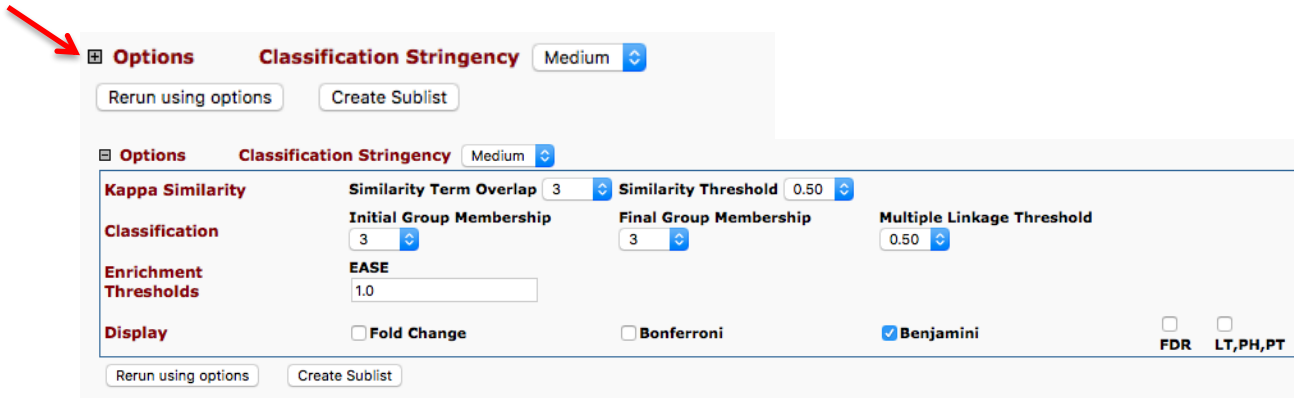 Options Classification Stringency Medium
Rerun using options Create Sublist
Options Classification Stringency Medium
Kappa Similarity Similarity Term Overlap 3 Similarity Threshold 0.50
Initial Group Membership Final Group Membership Multiple Linkage Threshold
Classification
3 3 0.50
Enrichment EASE
Thresholds 1.0
Display Fold Change Bonferroni Benjamini FDR LT,PH,PT
Rerun using options Create Sublist